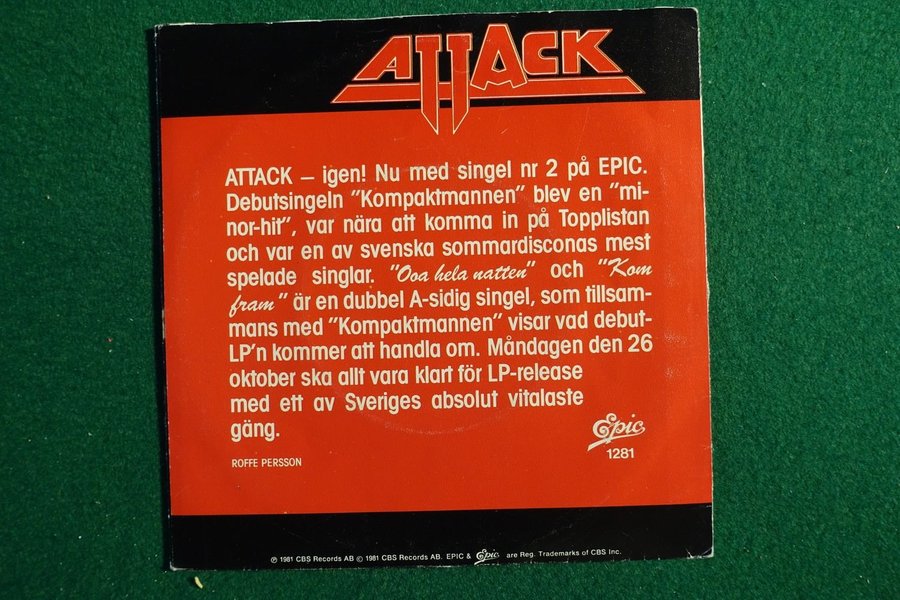 ATTACK
ATTACK – igen! Nu med singel nr 2 på EPIC.
Debutsingeln "Kompaktmannen" blev en "mi-
nor-hit", var nära att komma in på Topplistan
och var en av svenska sommardisconas mest
spelade singlar. "Ooa hela natten" och "Kom
fram" är en dubbel A-sidig singel, som tillsam-
mans med "Kompaktmannen" visar vad debut-
LP'n kommer att handla om. Måndagen den 26
oktober ska allt vara klart för LP-release
med ett av Sveriges absolut vitalaste
gäng.
Epic
1281
ROFFE PERSSON
℗ 1981 CBS Records AB © 1981 CBS Records AB. EPIC & Epic are Reg. Trademarks of CBS Inc.